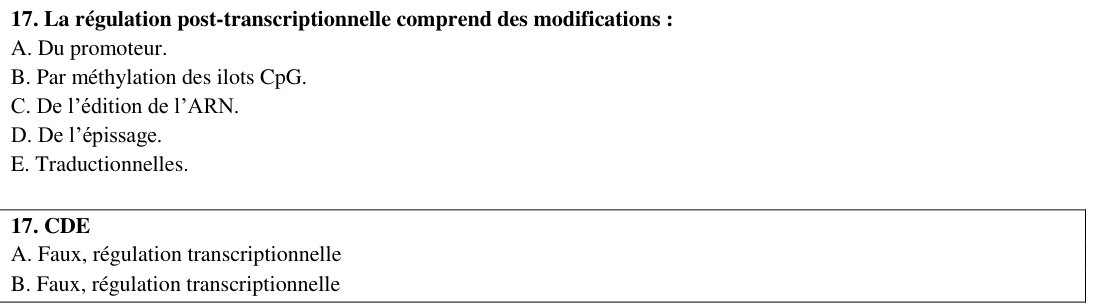 17. La régulation post-transcriptionnelle comprend des modifications :
A. Du promoteur.
B. Par méthylation des ilots CpG.
C. De l’édition de l’ARN.
D. De l’épissage.
E. Traductionnelles.
17. CDE
A. Faux, régulation transcriptionnelle
B. Faux, régulation transcriptionnelle